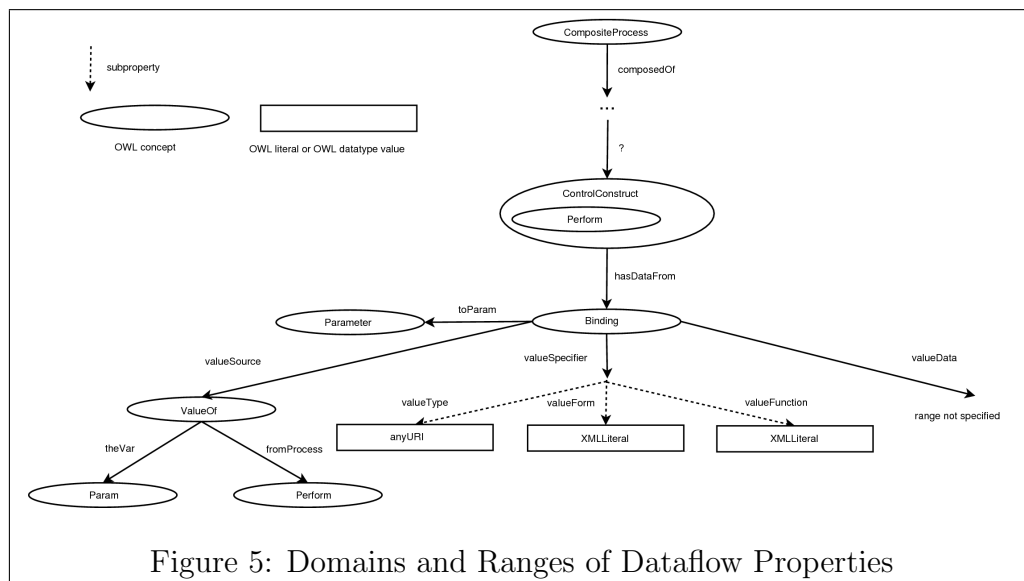 CompositeProcess
subproperty
composedOf
...
OWL concept
OWL literal or OWL datatype value
?
ControlConstruct
Perform
hasDataFrom
toParam
Parameter
Binding
valueSource
valueSpecifier
valueData
ValueOf
valueType
valueForm
valueFunction
range not specified
anyURI
XMLLiteral
XMLLiteral
theVar
fromProcess
Param
Perform
Figure 5: Domains and Ranges of Dataflow Properties